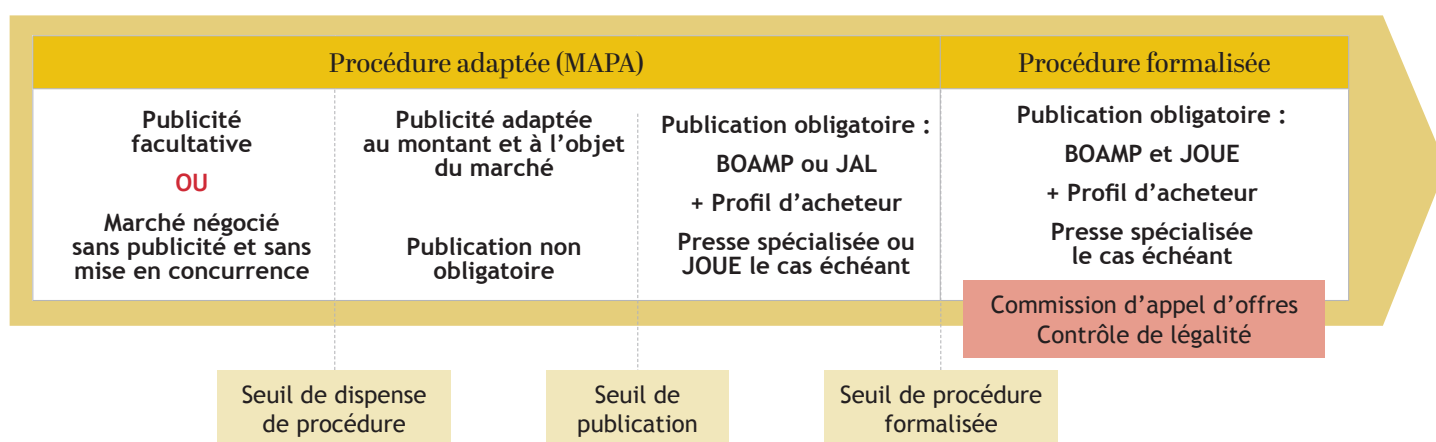 Procédure adaptée (MAPA)
Procédure formalisée
Publicité
facultative
OU
Marché négocié
sans publicité et sans
mise en concurrence
Publicité adaptée
au montant et à l’objet
du marché
Publication non
obligatoire
Publication obligatoire :
BOAMP ou JAL
+ Profil d’acheteur
Presse spécialisée ou
JOUE le cas échéant
Publication obligatoire :
BOAMP et JOUE
+ Profil d’acheteur
Presse spécialisée
le cas échéant
Commission d’appel d’offres
Contrôle de légalité
Seuil de dispense
de procédure
Seuil de
publication
Seuil de procédure
formalisée